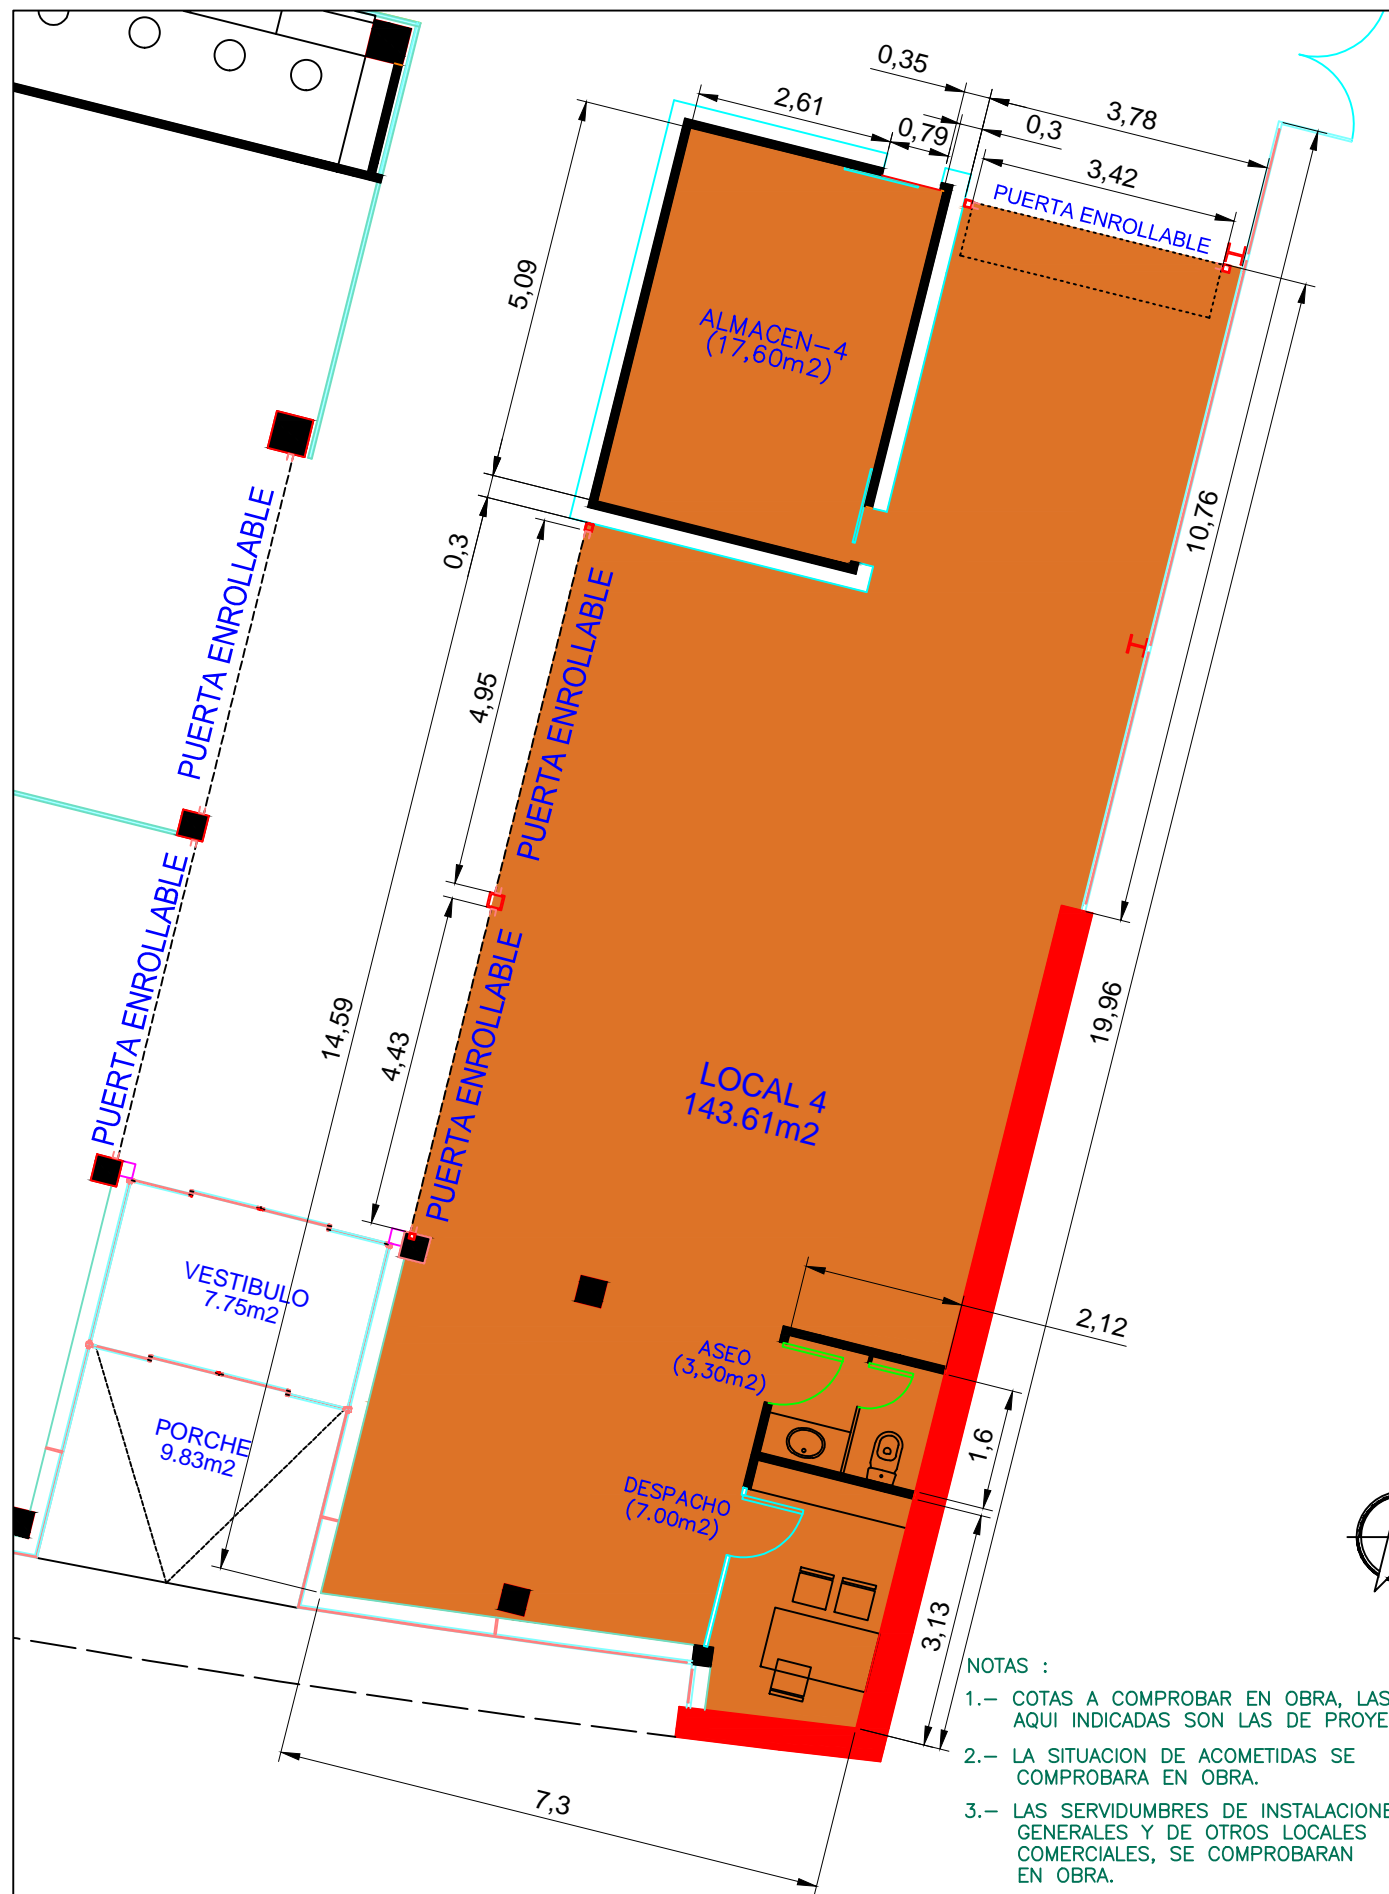 0,35
2,61
3,78
0,79
0,3
3,42
PUERTA ENROLLABLE
5,09
ALMACEN-4
(17,60m2)
10,76
0,3
PUERTA ENROLLABLE
PUERTA ENROLLABLE
4,95
PUERTA ENROLLABLE
PUERTA ENROLLABLE
14,59
4,43
19,96
LOCAL 4
143.61m2
VESTIBULO
7.75m2
2,12
ASEO
(3,30m2)
1,6
PORCHE
9.83m2
DESPACHO
(7.00m2)
3,13
7,3
NOTAS :
1.- COTAS A COMPROBAR EN OBRA, LAS
AQUI INDICADAS SON LAS DE PROYE
2.- LA SITUACION DE ACOMETIDAS SE
COMPROBARA EN OBRA.
3.- LAS SERVIDUMBRES DE INSTALACIONE
GENERALES Y DE OTROS LOCALES
COMERCIALES, SE COMPROBARAN
EN OBRA.